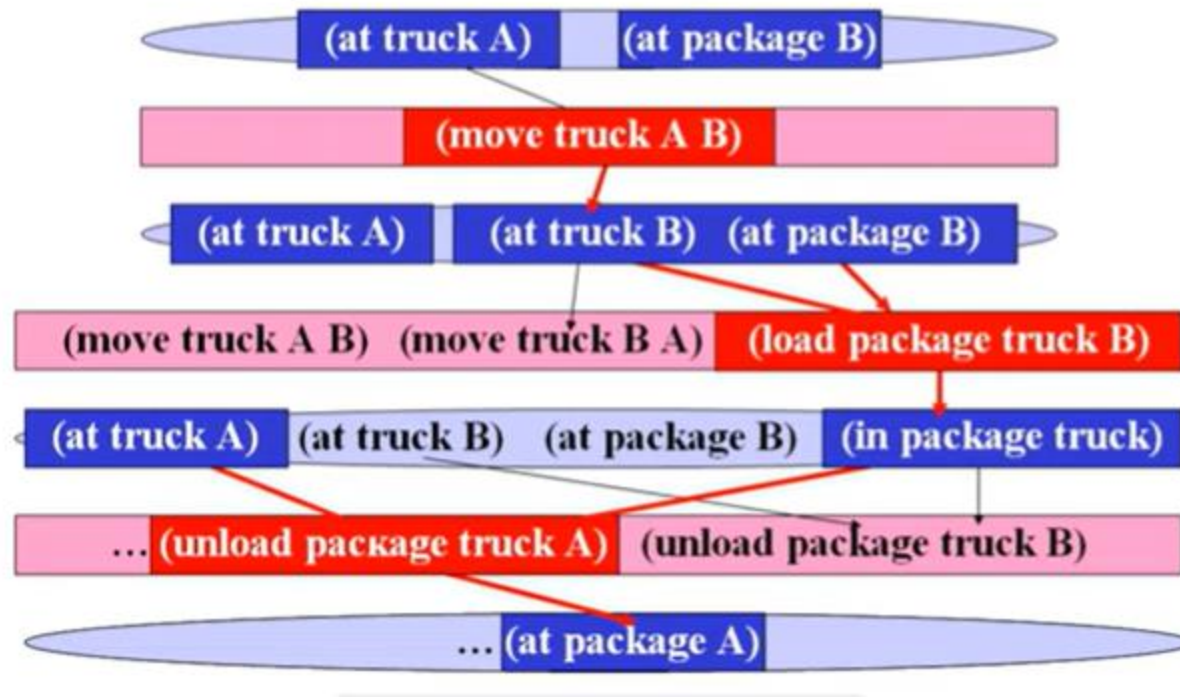 (at truck A) (at package B)
(move truck A B)
(at truck A) (at truck B) (at package B)
(move truck A B) (move truck B A) (load package truck B)
(at truck A) (at truck B) (at package B) (in package truck)
... (unload package truck A) (unload package truck B)
... (at package A)